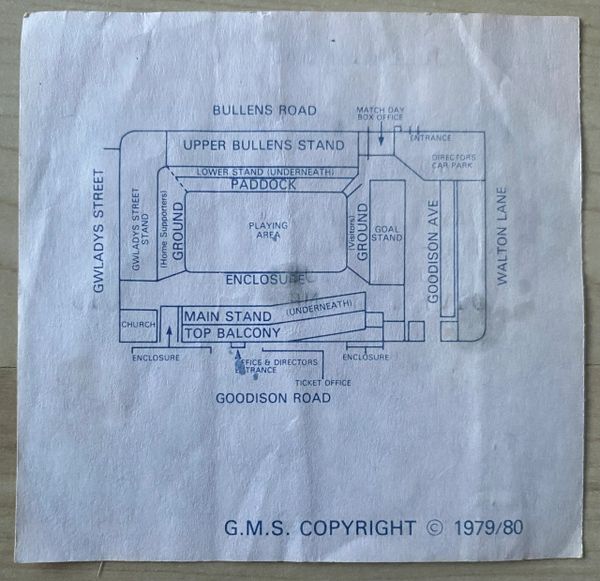 BULLENS ROAD
MATCH DAY
BOX OFFICE
ENTRANCE
UPPER BULLENS STAND
DIRECTORS
CAR PARK
LOWER STAND (UNDERNEATH)
PADDOCK
GWLADYS STREET
GWLADYS STREET
STAND
(Home Supporters)
GROUND
PLAYING
AREA
(Visitors)
GROUND
GOAL
STAND
GOODISON AVE
WALTON LANE
ENCLOSURE
CHURCH
MAIN STAND
(UNDERNEATH)
TOP BALCONY
ENCLOSURE
OFFICE & DIRECTORS
ENTRANCE
TICKET OFFICE
ENCLOSURE
GOODISON ROAD
G.M.S. COPYRIGHT © 1979/80